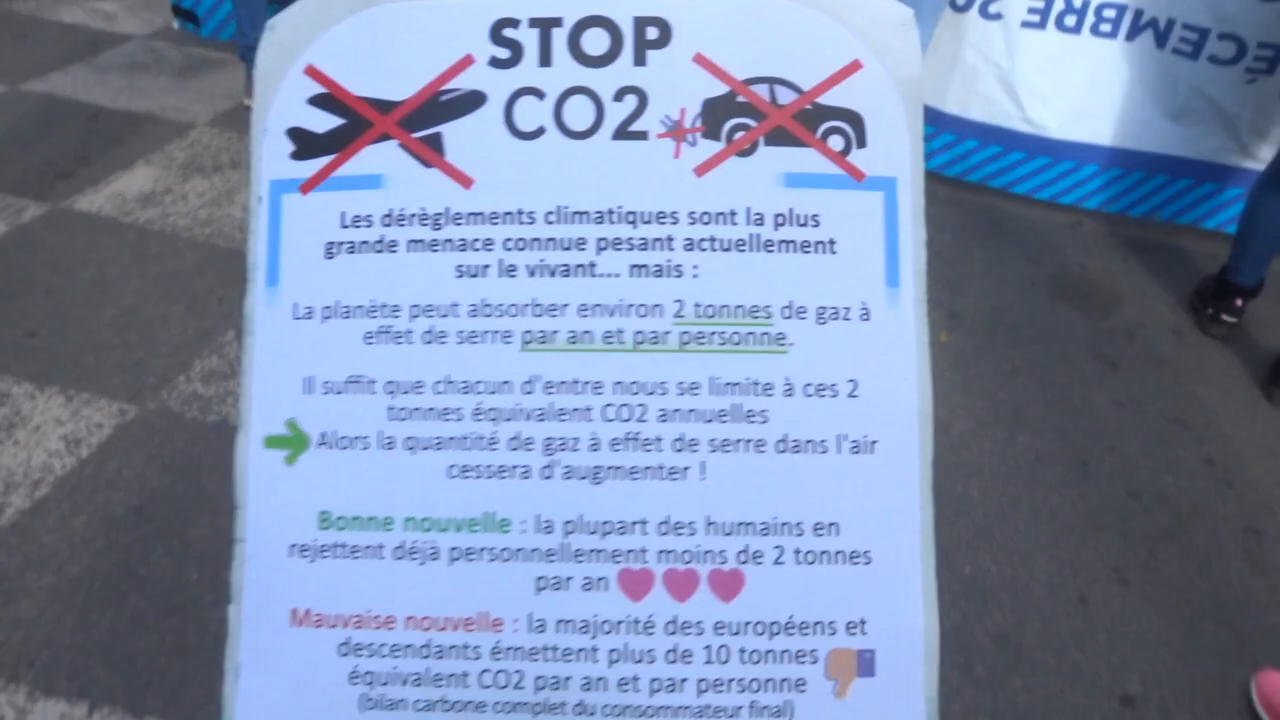 STOP
CO2
Les dérèglements climatiques sont la plus
grande menace connue pesant actuellement
sur le vivant... mais :
La planète peut absorber environ 2 tonnes de gaz à
effet de serre par an et par personne.
Il suffit que chacun d'entre nous se limite à ces 2
tonnes équivalent CO2 annuelles
Alors la quantité de gaz à effet de serre dans l'air
cessera d'augmenter !
Bonne nouvelle : la plupart des humains en
rejettent déjà personnellement moins de 2 tonnes
par an
Mauvaise nouvelle : la majorité des européens et
descendants émettent plus de 10 tonnes
équivalent CO2 par an et par personne
(bilan carbone complet du consommateur final)
ÉCEMBRE 20